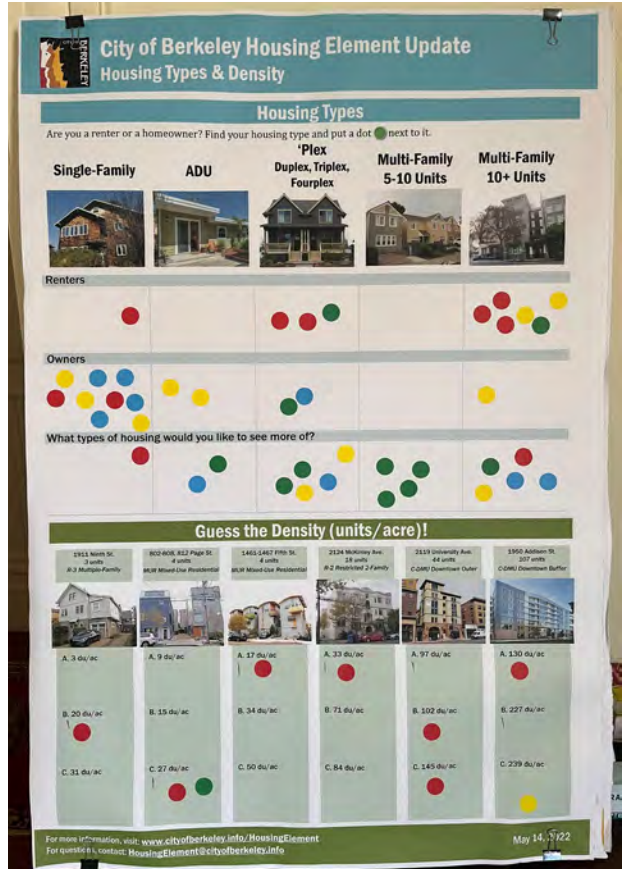 BERKELEY
City of Berkeley Housing Element Update
Housing Types & Density
Housing Types
Are you a renter or a homeowner? Find your housing type and put a dot next to it.
Single-Family
ADU
'Plex
Duplex, Triplex,
Fourplex
Multi-Family
5-10 Units
Multi-Family
10+ Units
Renters
Owners
What types of housing would you like to see more of?
Guess the Density (units/acre)!
1911 Ninth St.
3 units
R-3 Multiple-Family
802-808, 812 Page St.
4 units
MUR Mixed-Use Residential
1461-1467 Fifth St.
4 units
MUR Mixed-Use Residential
2124 McKinley Ave.
18 units
R-2 Restricted 2-Family
2119 University Ave.
44 units
C-DMU Downtown Outer
1950 Addison St.
107 units
C-DMU Downtown Buffer
A. 3 du/ac
B. 20 du/ac
C. 31 du/ac
A. 9 du/ac
B. 15 du/ac
C. 27 du/ac
A. 17 du/ac
B. 34 du/ac
C. 50 du/ac
A. 33 du/ac
B. 71 du/ac
C. 84 du/ac
A. 97 du/ac
B. 102 du/ac
C. 145 du/ac
A. 130 du/ac
B. 227 du/ac
C. 239 du/ac
For more information, visit: www.cityofberkeley.info/HousingElement
For questions, contact: HousingElement@cityofberkeley.info
May 14, 2022